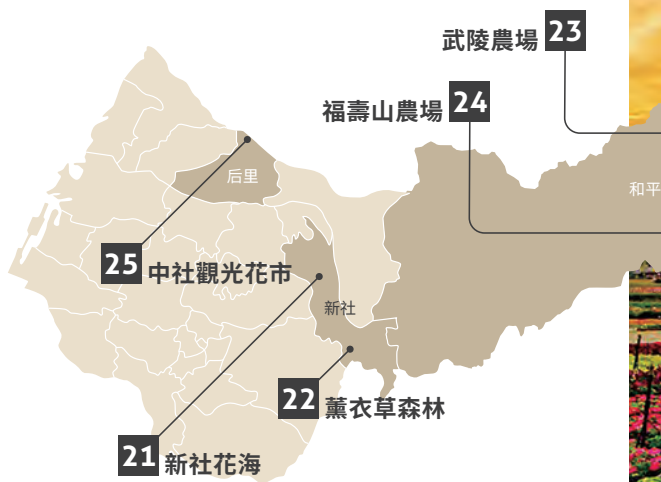 武陵農場 23
福壽山農場 24
后里
和平
25 中社觀光花市
新社
22 薰衣草森林
21 新社花海